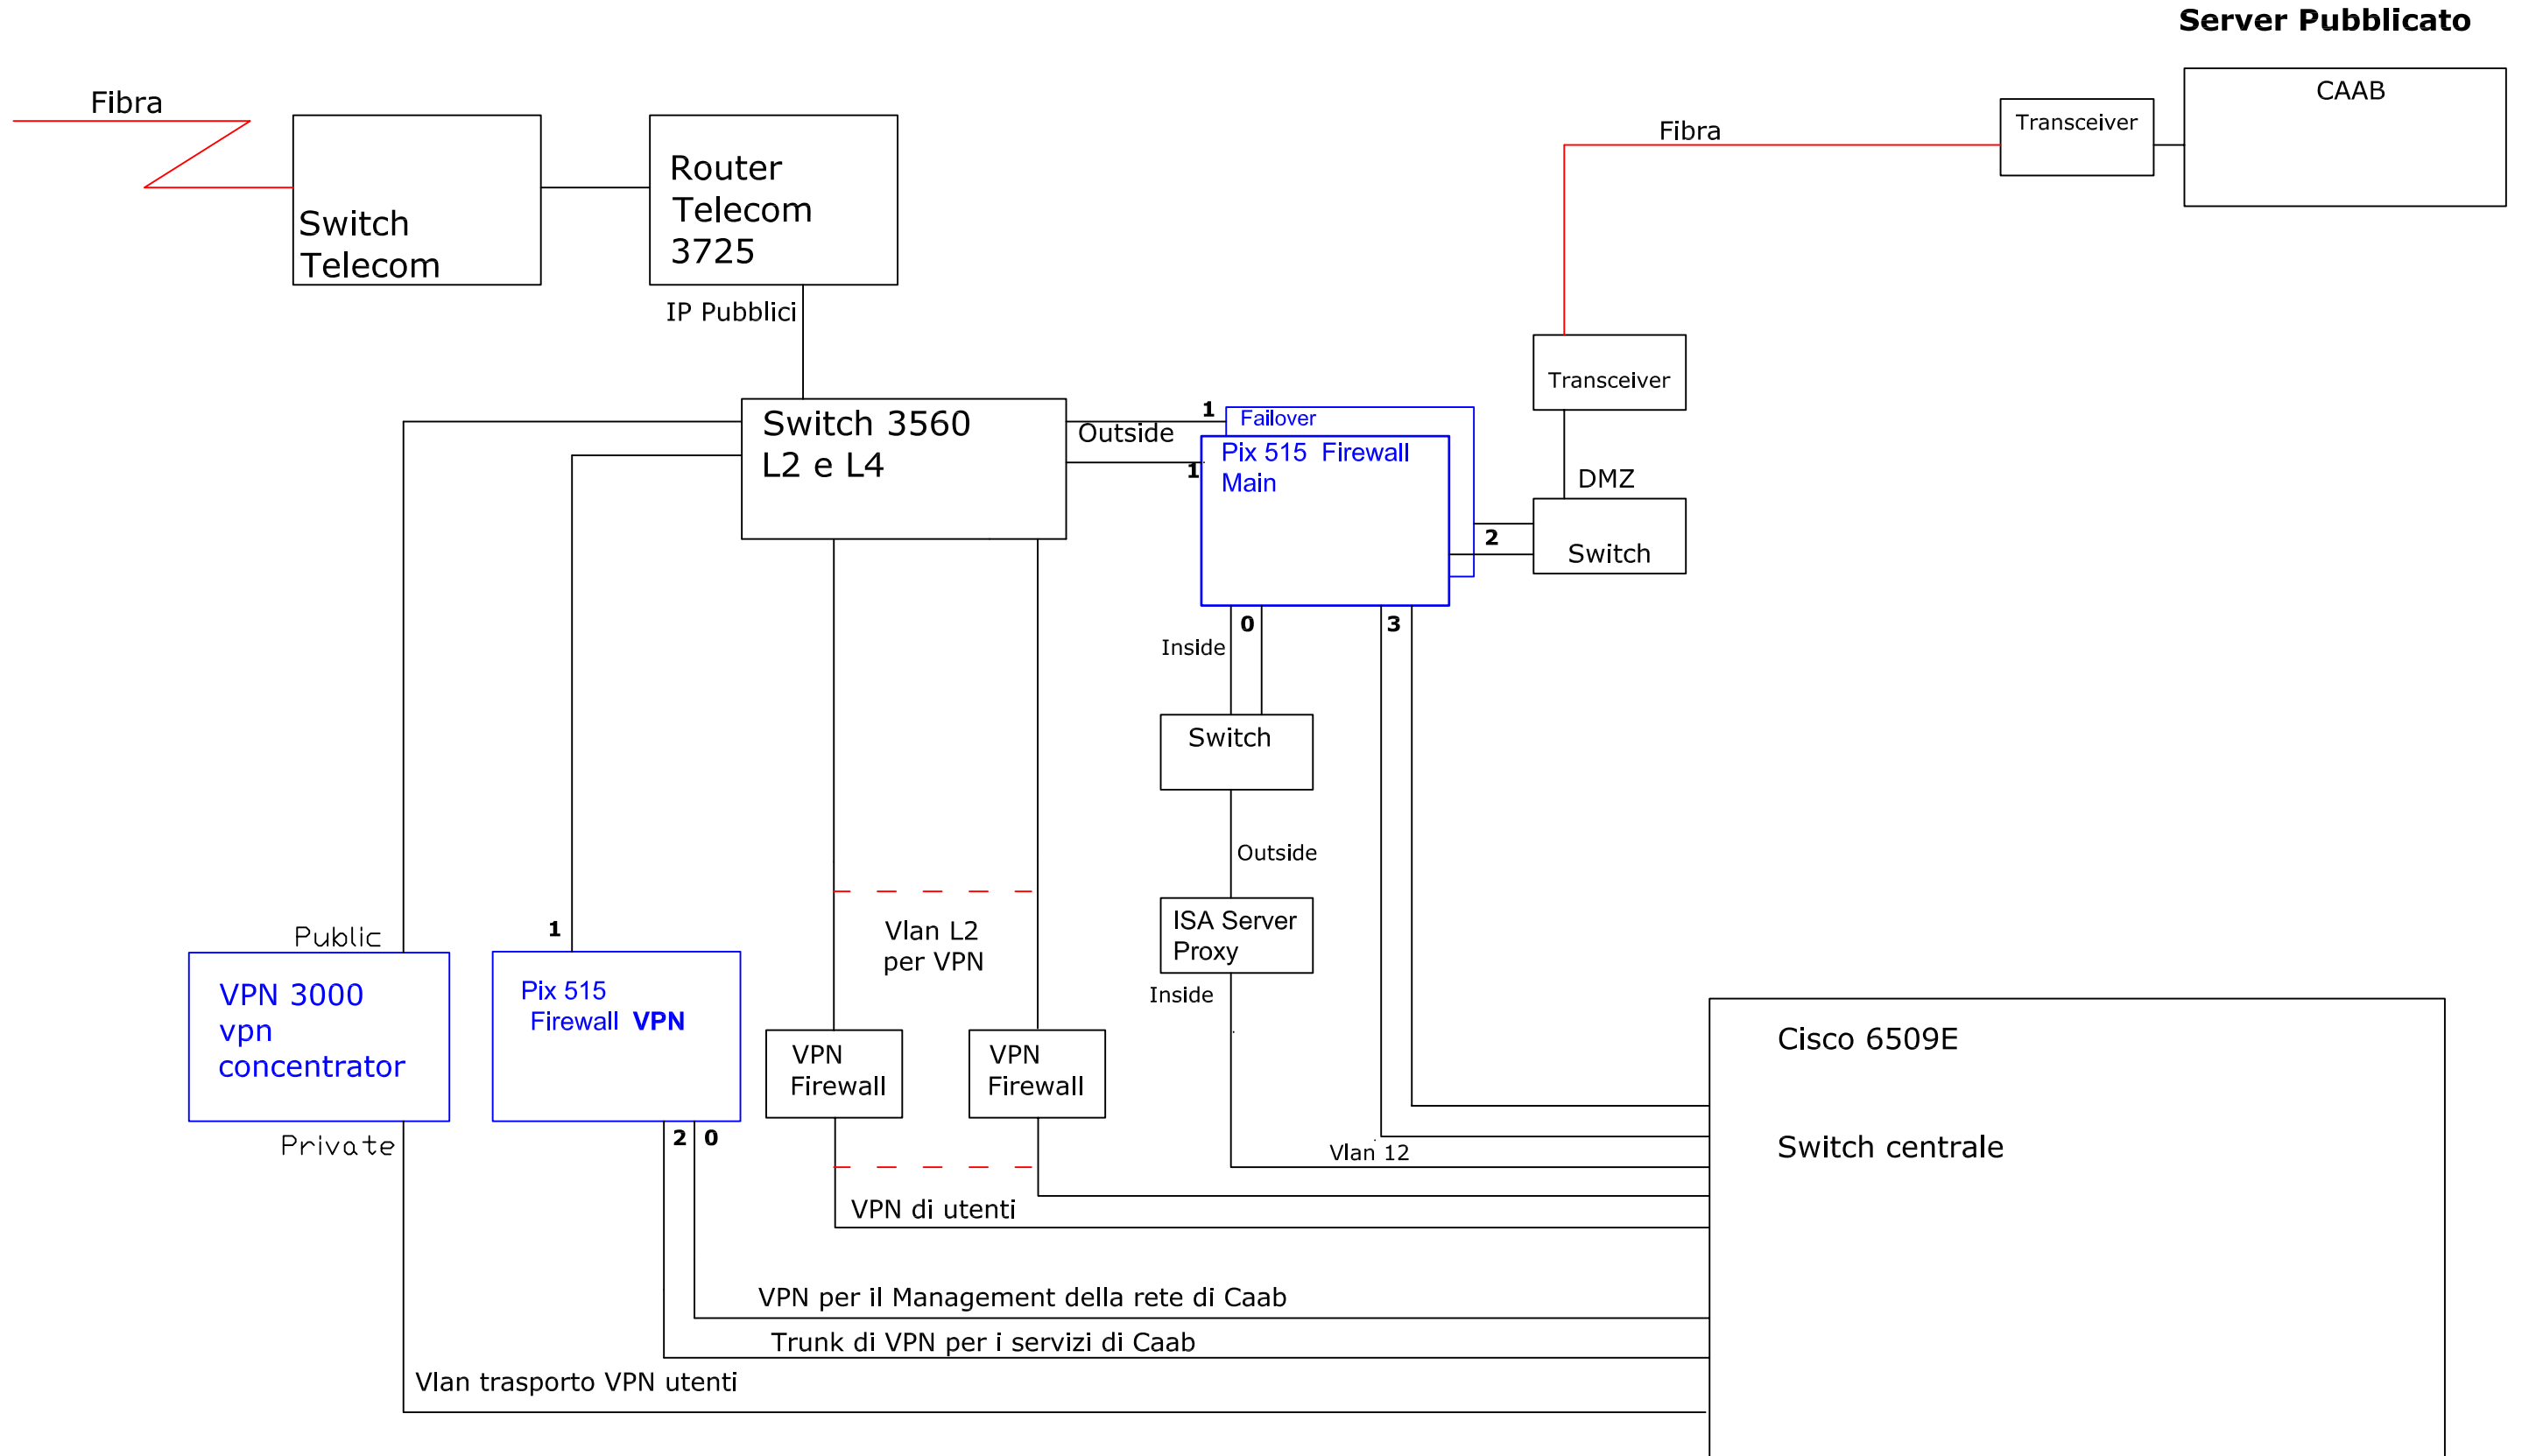 Server Pubblicato
Fibra
CAAB
Transceiver
Fibra
Router
Telecom
3725
Switch
Telecom
IP Pubblici
Transceiver
Switch 3560
L2 e L4
1
Failover
Outside
Pix 515 Firewall
Main
1
DMZ
2
Switch
0
3
Inside
Switch
Outside
ISA Server
Proxy
Inside
1
Public
Vlan L2
per VPN
VPN 3000
vpn
concentrator
Pix 515
Firewall VPN
VPN
Firewall
VPN
Firewall
Cisco 6509E
Private
2
0
Switch centrale
Vlan 12
VPN di utenti
VPN per il Management della rete di Caab
Trunk di VPN per i servizi di Caab
Vlan trasporto VPN utenti